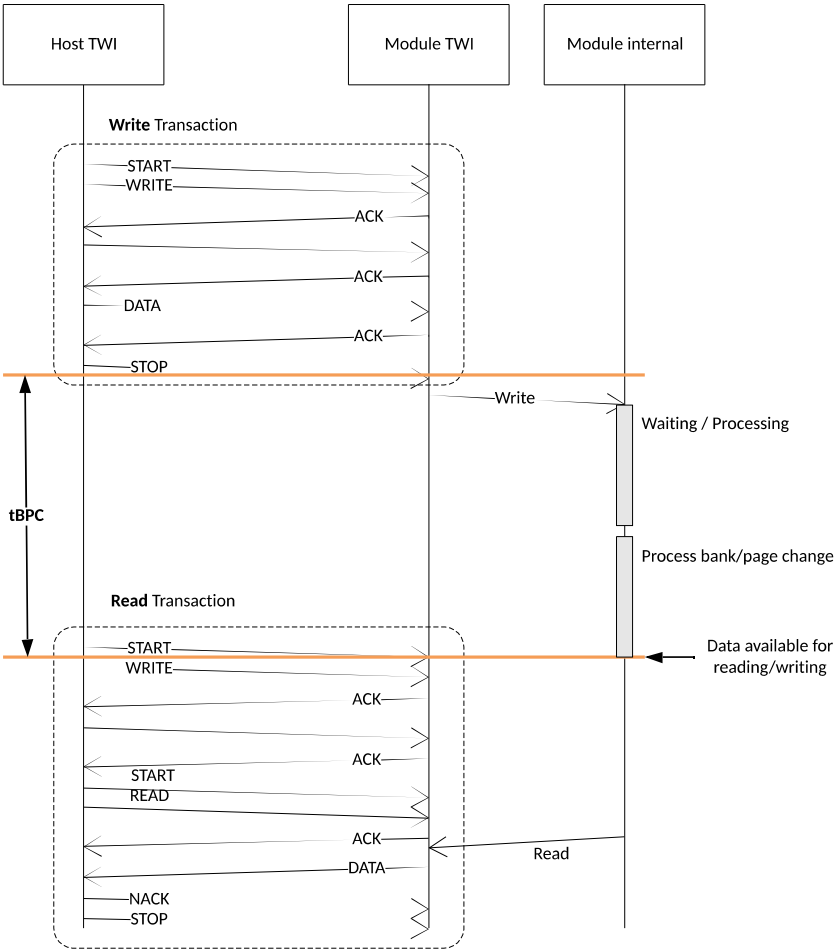 Host TWI
Module TWI
Module internal
Write Transaction
START
WRITE
ACK
ACK
DATA
ACK
STOP
Write
Waiting / Processing
tBPC
Process bank/page change
Read Transaction
START
Data available for
reading/writing
WRITE
ACK
ACK
START
READ
ACK
Read
DATA
NACK
STOP